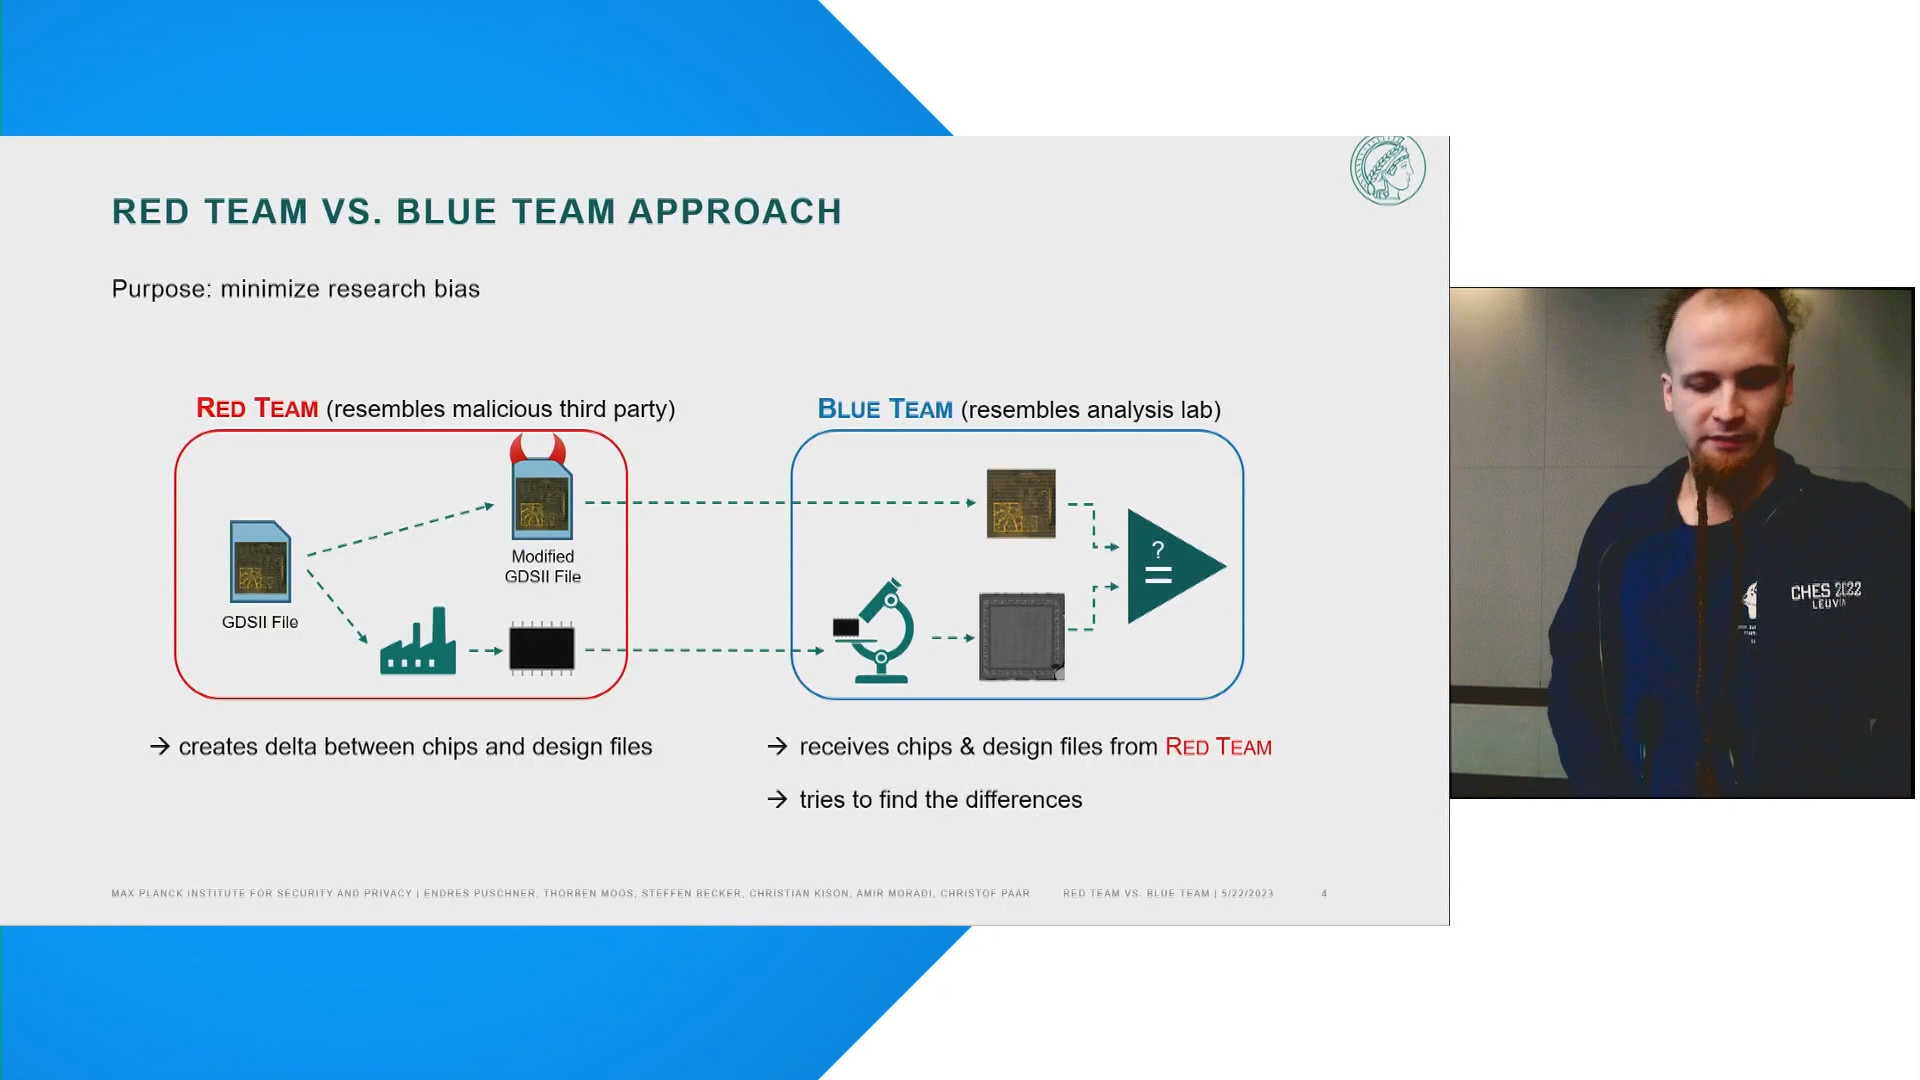 RED TEAM VS. BLUE TEAM APPROACH
Purpose: minimize research bias
RED TEAM (resembles malicious third party)
Modified
GDSII File
GDSII File
→ creates delta between chips and design files
BLUE TEAM (resembles analysis lab)
?
=
→ receives chips & design files from RED TEAM
→ tries to find the differences
CHES 2022
MAX PLANCK INSTITUTE FOR SECURITY AND PRIVACY | ENDRES PUSCHNER, THORBEN MOOS, STEFFEN BECKER, CHRISTIAN KISON, AMIR MORADI, CHRISTOF PAAR RED TEAM VS. BLUE TEAM | 5/22/2023 4